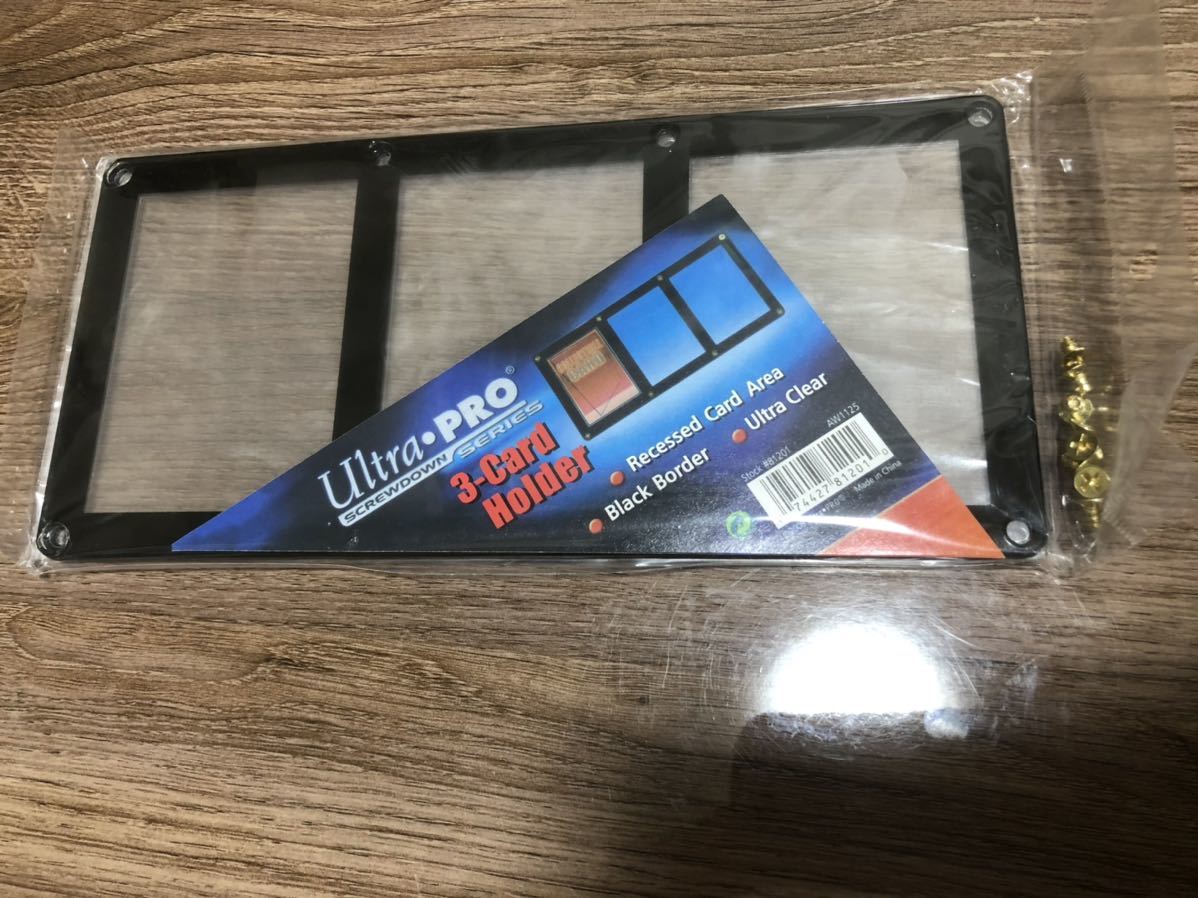 Ultra•PRO®
SCREWDOWN SERIES
3-Card
Holder
Recessed Card Area
Black Border
Ultra Clear
Stock #81201
AW1125
74427 81201 0
Made in China